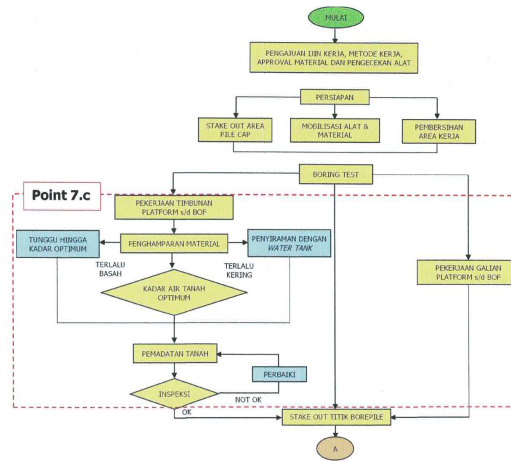 MULAI
PENGAJUAN IJIN KERJA, METODE KERJA,
APPROVAL MATERIAL DAN PENGECEKAN ALAT
PERSIAPAN
STAKE OUT AREA
PILE CAP
MOBILISASI ALAT &
MATERIAL
PEMBERSIHAN
AREA KERJA
BORING TEST
Point 7.c
PEKERJAAN TIMBUNAN
PLATFORM s/d BOF
TUNGGU HINGGA
KADAR OPTIMUM
PENGHAMPARAN MATERIAL
PENYIRAMAN DENGAN
WATER TANK
TERLALU
BASAH
TERLALU
KERING
PEKERJAAN GALIAN
PLATFORM s/d BOF
KADAR AIR TANAH
OPTIMUM
PEMADATAN TANAH
PERBAIKI
INSPEKSI
NOT OK
OK
STAKE OUT TITIK BOREPILE
A